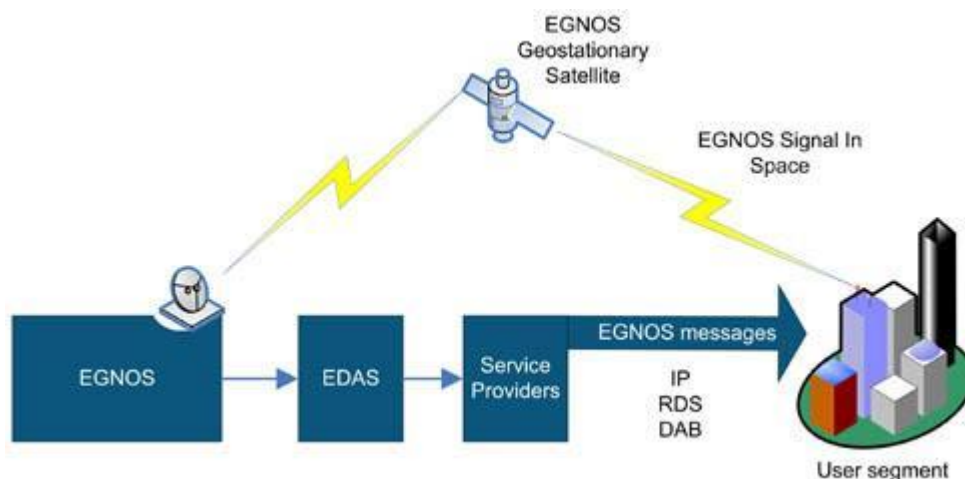 EGNOS
Geostationary
Satellite
EGNOS Signal In
Space
EGNOS
EDAS
Service
Providers
EGNOS messages
IP
RDS
DAB
User segment